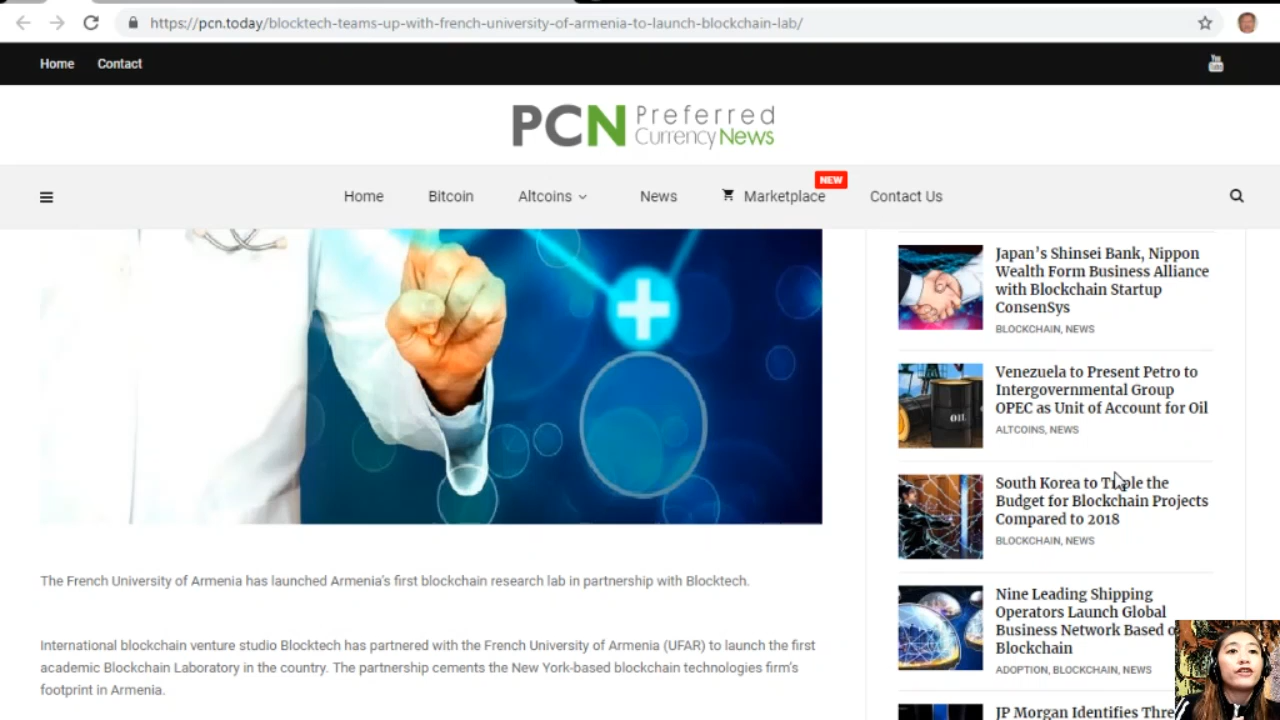 https://pcn.today/blocktech-teams-up-with-french-university-of-armenia-to-launch-blockchain-lab/
Home Contact
You Tube
PCN Preferred
Currency News
NEW
Home Bitcoin Altcoins News Marketplace Contact Us
Japan's Shinsei Bank, Nippon
Wealth Form Business Alliance
with Blockchain Startup
ConsenSys
BLOCKCHAIN, NEWS
Venezuela to Present Petro to
Intergovernmental Group
OPEC as Unit of Account for Oil
ALTCOINS, NEWS
OIL
South Korea to Triple the
Budget for Blockchain Projects
Compared to 2018
BLOCKCHAIN, NEWS
Nine Leading Shipping
Operators Launch Global
Business Network Based o
Blockchain
ADOPTION, BLOCKCHAIN, NEWS
JP Morgan Identifies Thre
The French University of Armenia has launched Armenia's first blockchain research lab in partnership with Blocktech.
International blockchain venture studio Blocktech has partnered with the French University of Armenia (UFAR) to launch the first
academic Blockchain Laboratory in the country. The partnership cements the New York-based blockchain technologies firm's
footprint in Armenia.